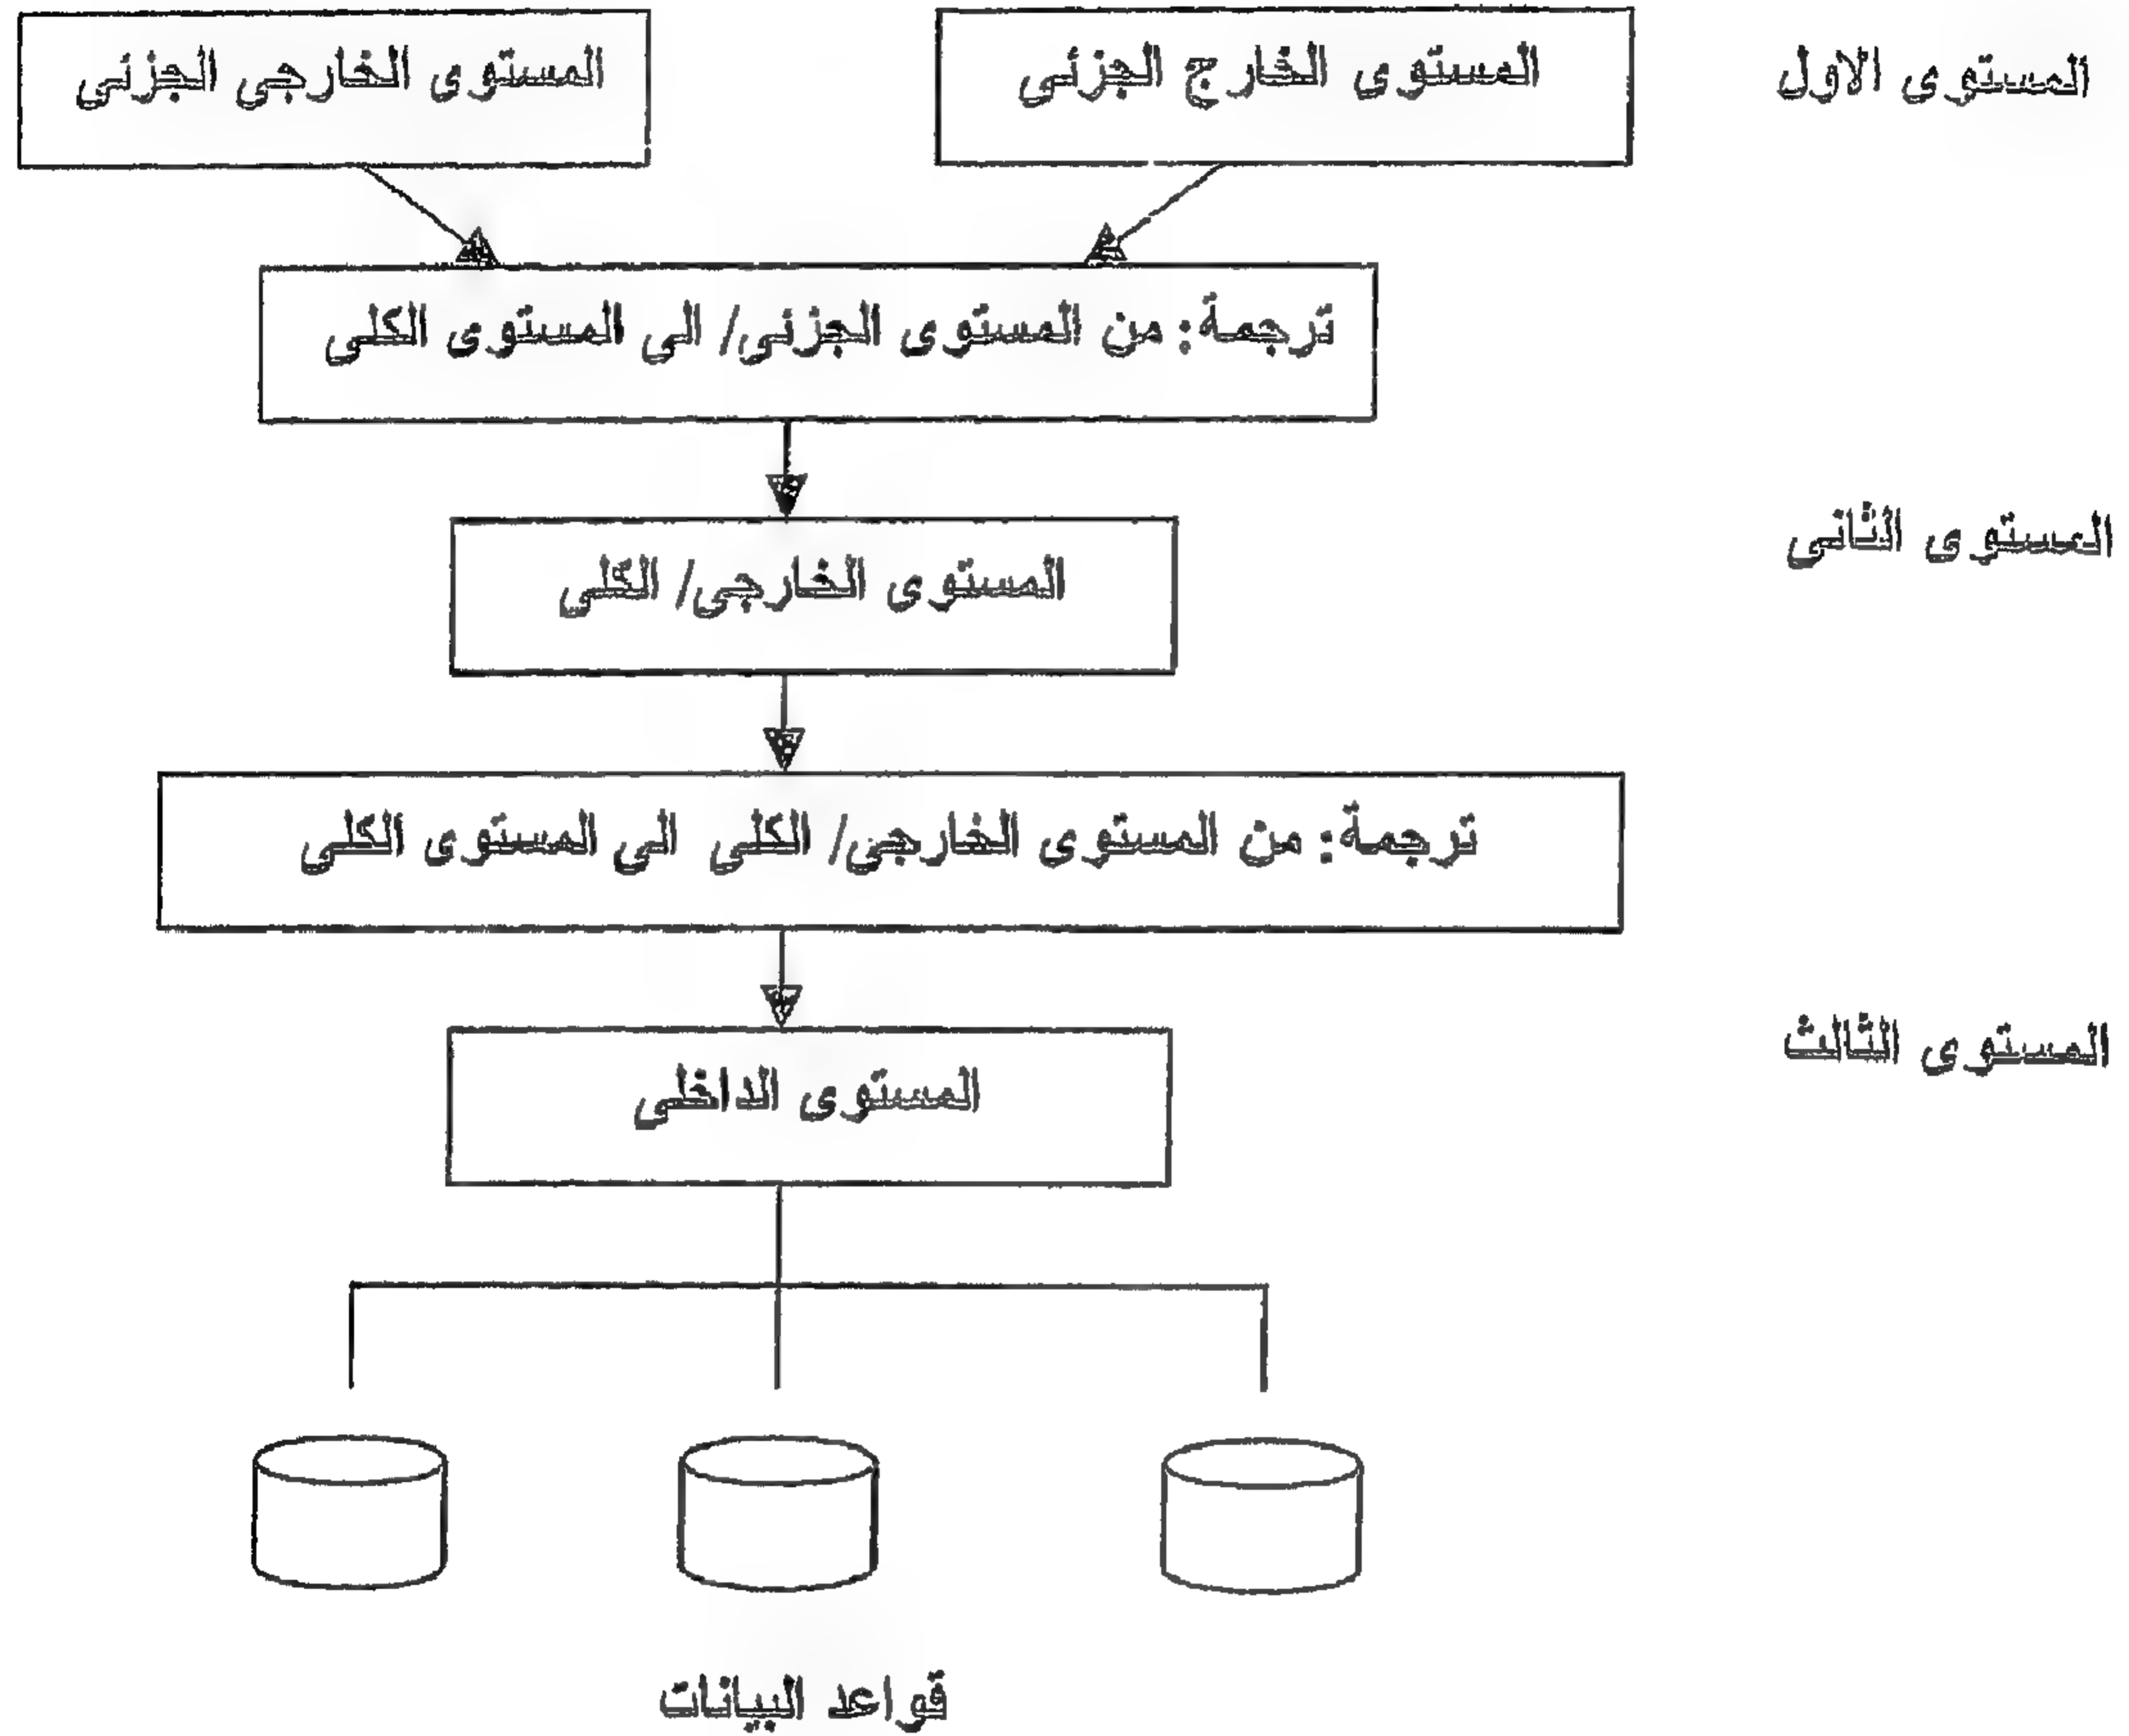 المستوى الاول
المستوى الخارج الجزئى
المستوى الخارجى الجزئى
ترجمة: من المستوى الجزئى/ الى المستوى الكلى
المستوى الثانى
المستوى الخارجى/ الكلى
ترجمة: من المستوى الخارجى/ الكلى الى المستوى الكلى
المستوى الثالث
المستوى الداخلى
قواعد البيانات